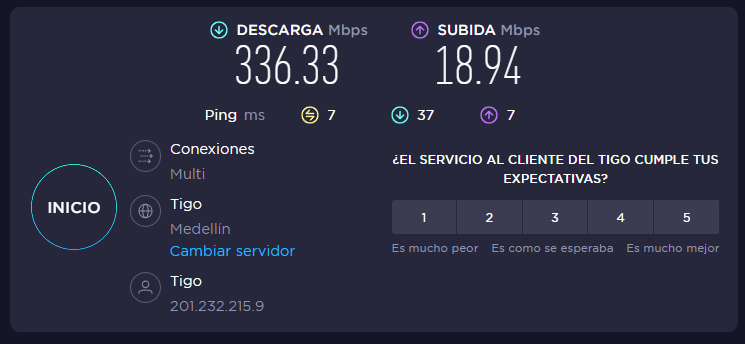 DESCARGA Mbps
336.33
SUBIDA Mbps
18.94
Ping ms 7 37 7
INICIO
Conexiones
Multi
Tigo
Medellín
Cambiar servidor
Tigo
201.232.215.9
¿EL SERVICIO AL CLIENTE DEL TIGO CUMPLE TUS
EXPECTATIVAS?
1 2 3 4 5
Es mucho peor Es como se esperaba Es mucho mejor